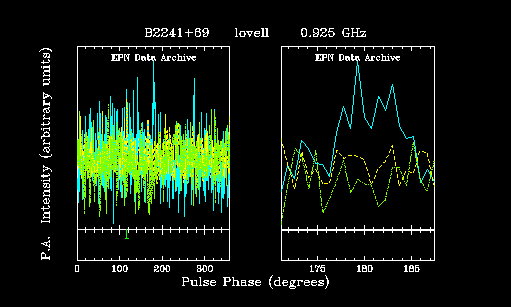 B2241+69 lovell 0.925 GHz
EPN Data Archive EPN Data Archive
P.A. Intensity (arbitrary units)
0 100 200 300 175 180 185
Pulse Phase (degrees)